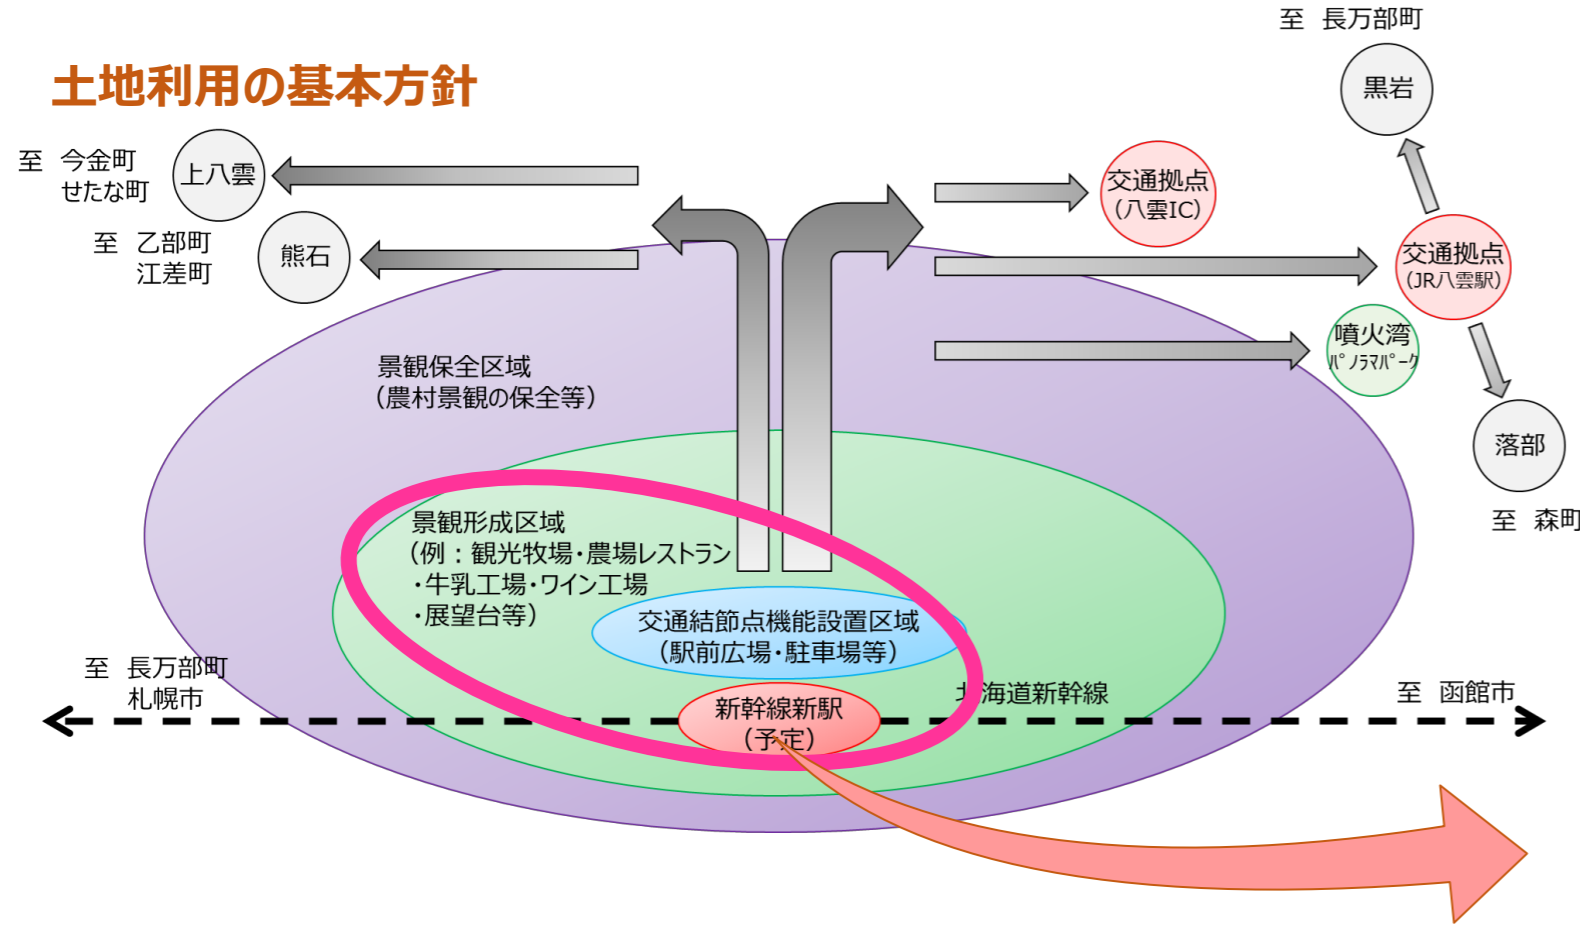 土地利用の基本方針
至 長万部町
黒岩
至 今金町
せたな町
上八雲
交通拠点
（八雲IC）
至 乙部町
江差町
熊石
交通拠点
（JR八雲駅）
噴火湾
ﾊﾟﾉﾗﾏﾊﾟｰｸ
景観保全区域
（農村景観の保全等）
落部
至 森町
景観形成区域
（例：観光牧場・農場レストラン
・牛乳工場・ワイン工場
・展望台等）
交通結節点機能設置区域
（駅前広場・駐車場等）
至 長万部町
札幌市
新幹線新駅
（予定）
北海道新幹線
至 函館市